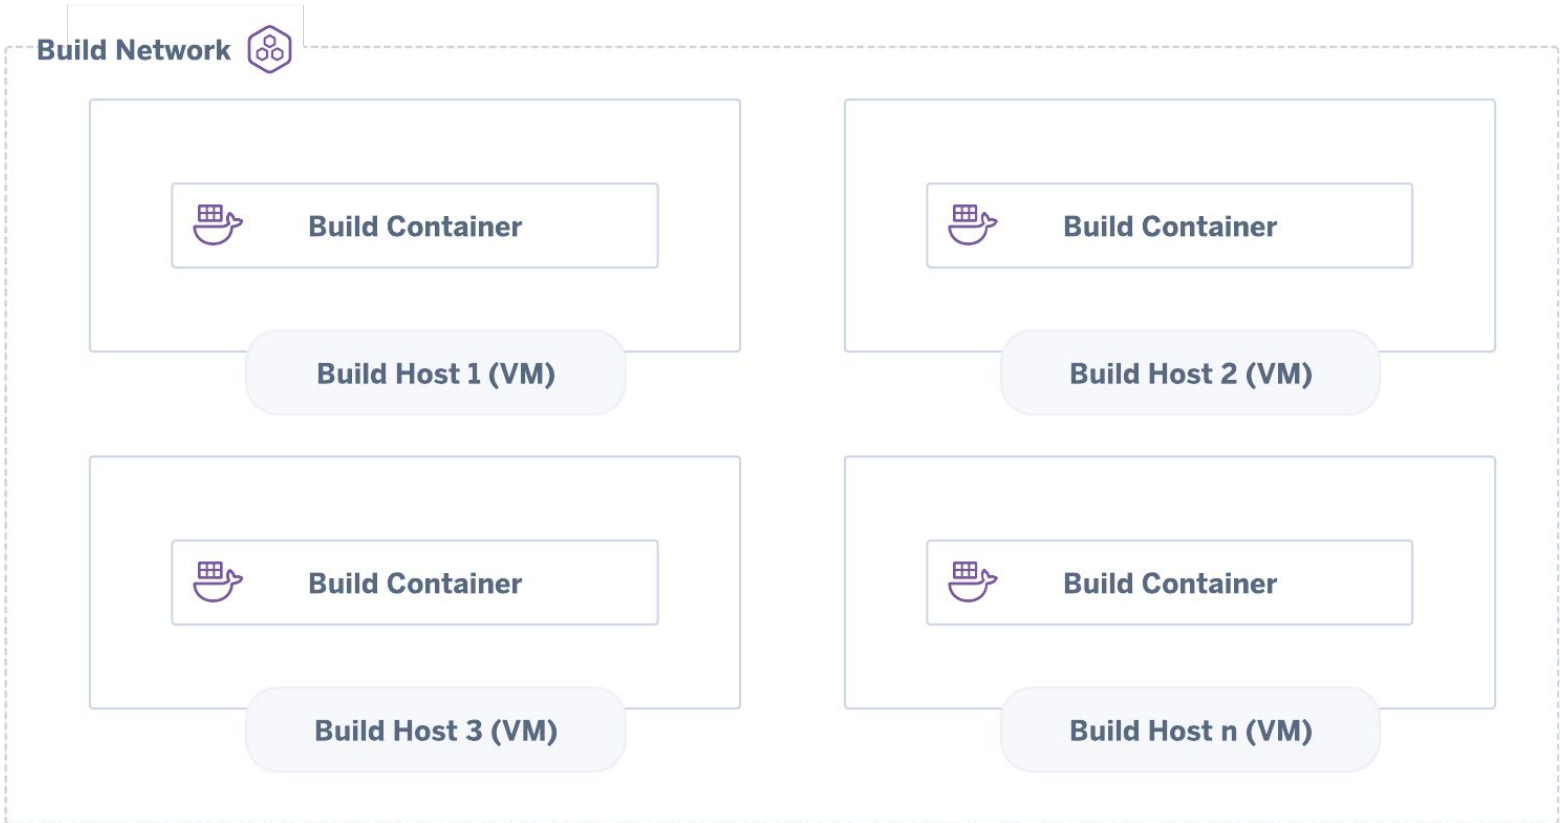 Build Network
Build Container
Build Container
Build Host 1 (VM)
Build Host 2 (VM)
Build Container
Build Container
Build Host 3 (VM)
Build Host n (VM)